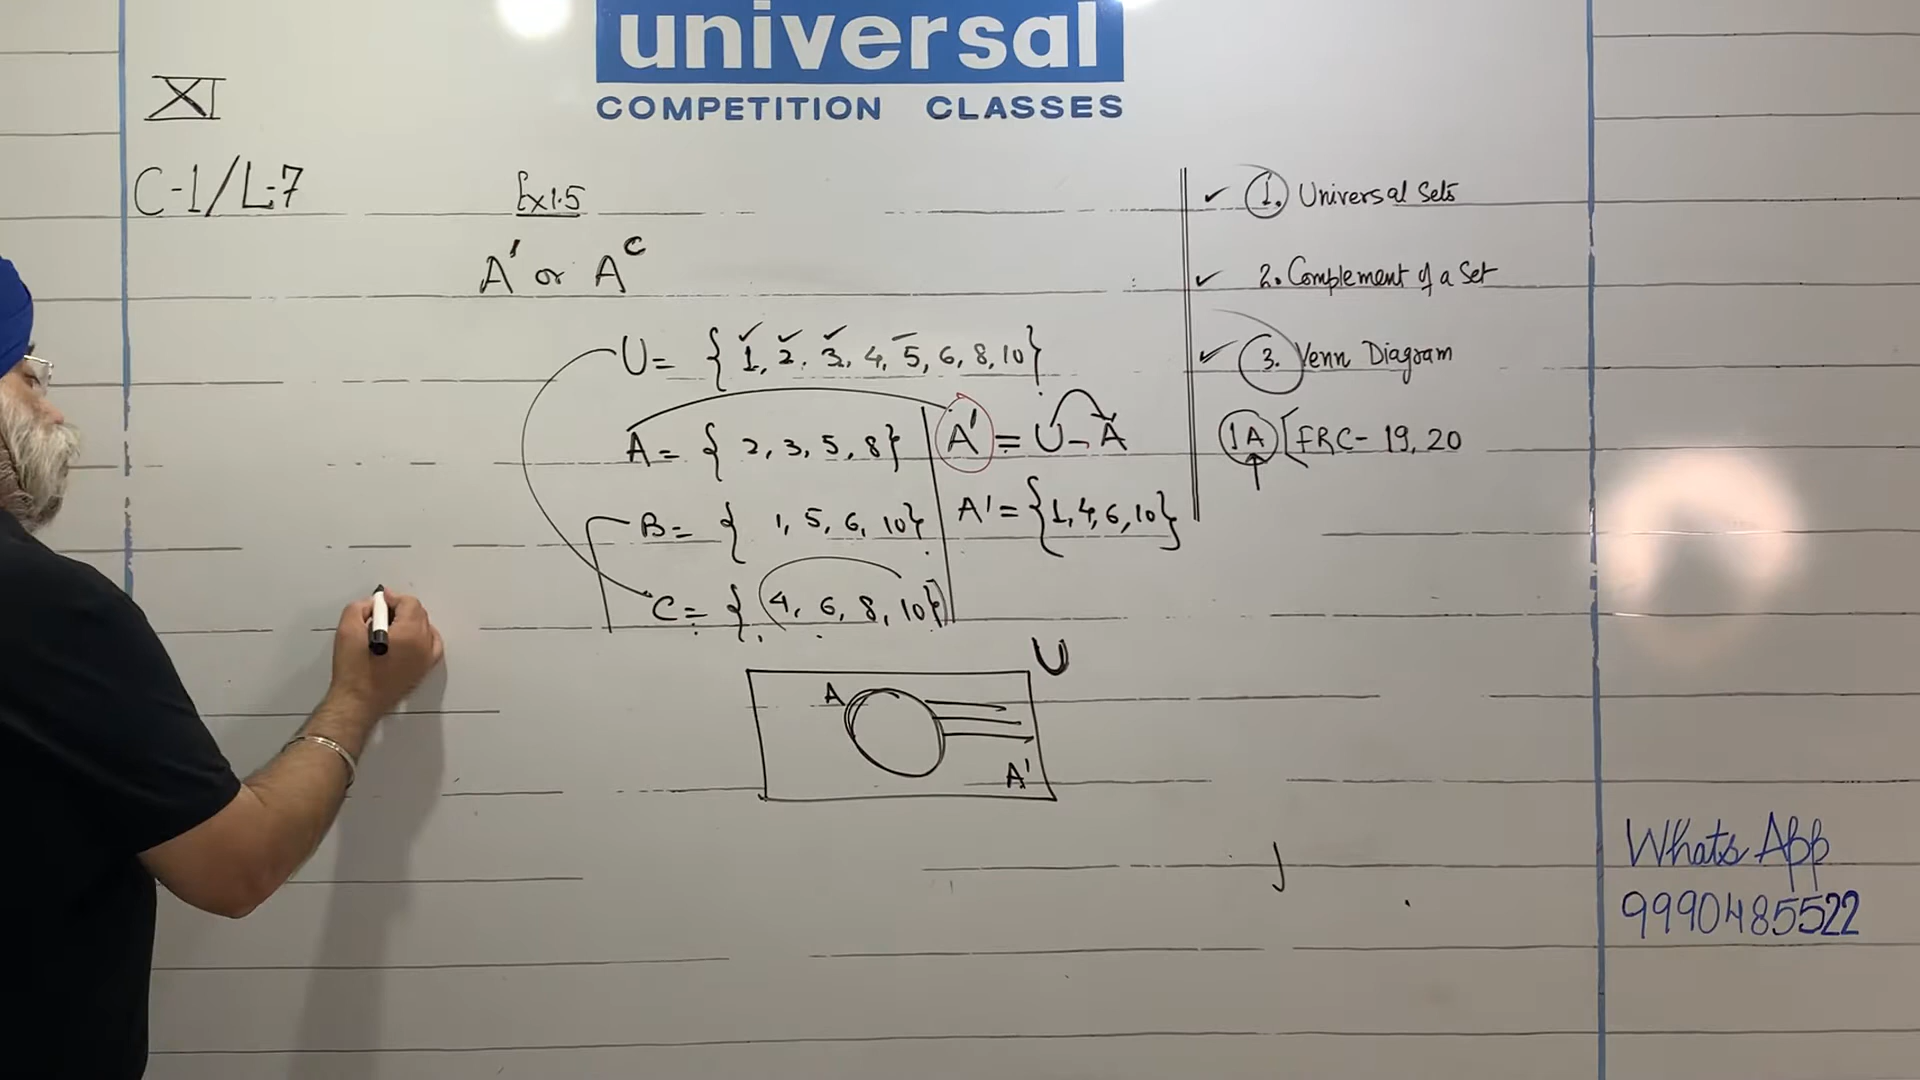 universal
COMPETITION CLASSES
XI
C-1/L-7
Ex1.5
A' or A^C
U = {1, 2, 3, 4, 5, 6, 8, 10}
A = { 2, 3, 5, 8}
B = { 1, 5, 6, 10}
C = { 4, 6, 8, 10}
A' = U - A
A' = {1, 4, 6, 10}
U
A
A'
1. Universal Sets
2. Complement of a Set
3. Venn Diagram
1A [FRC- 19, 20
Whats App
9990485522